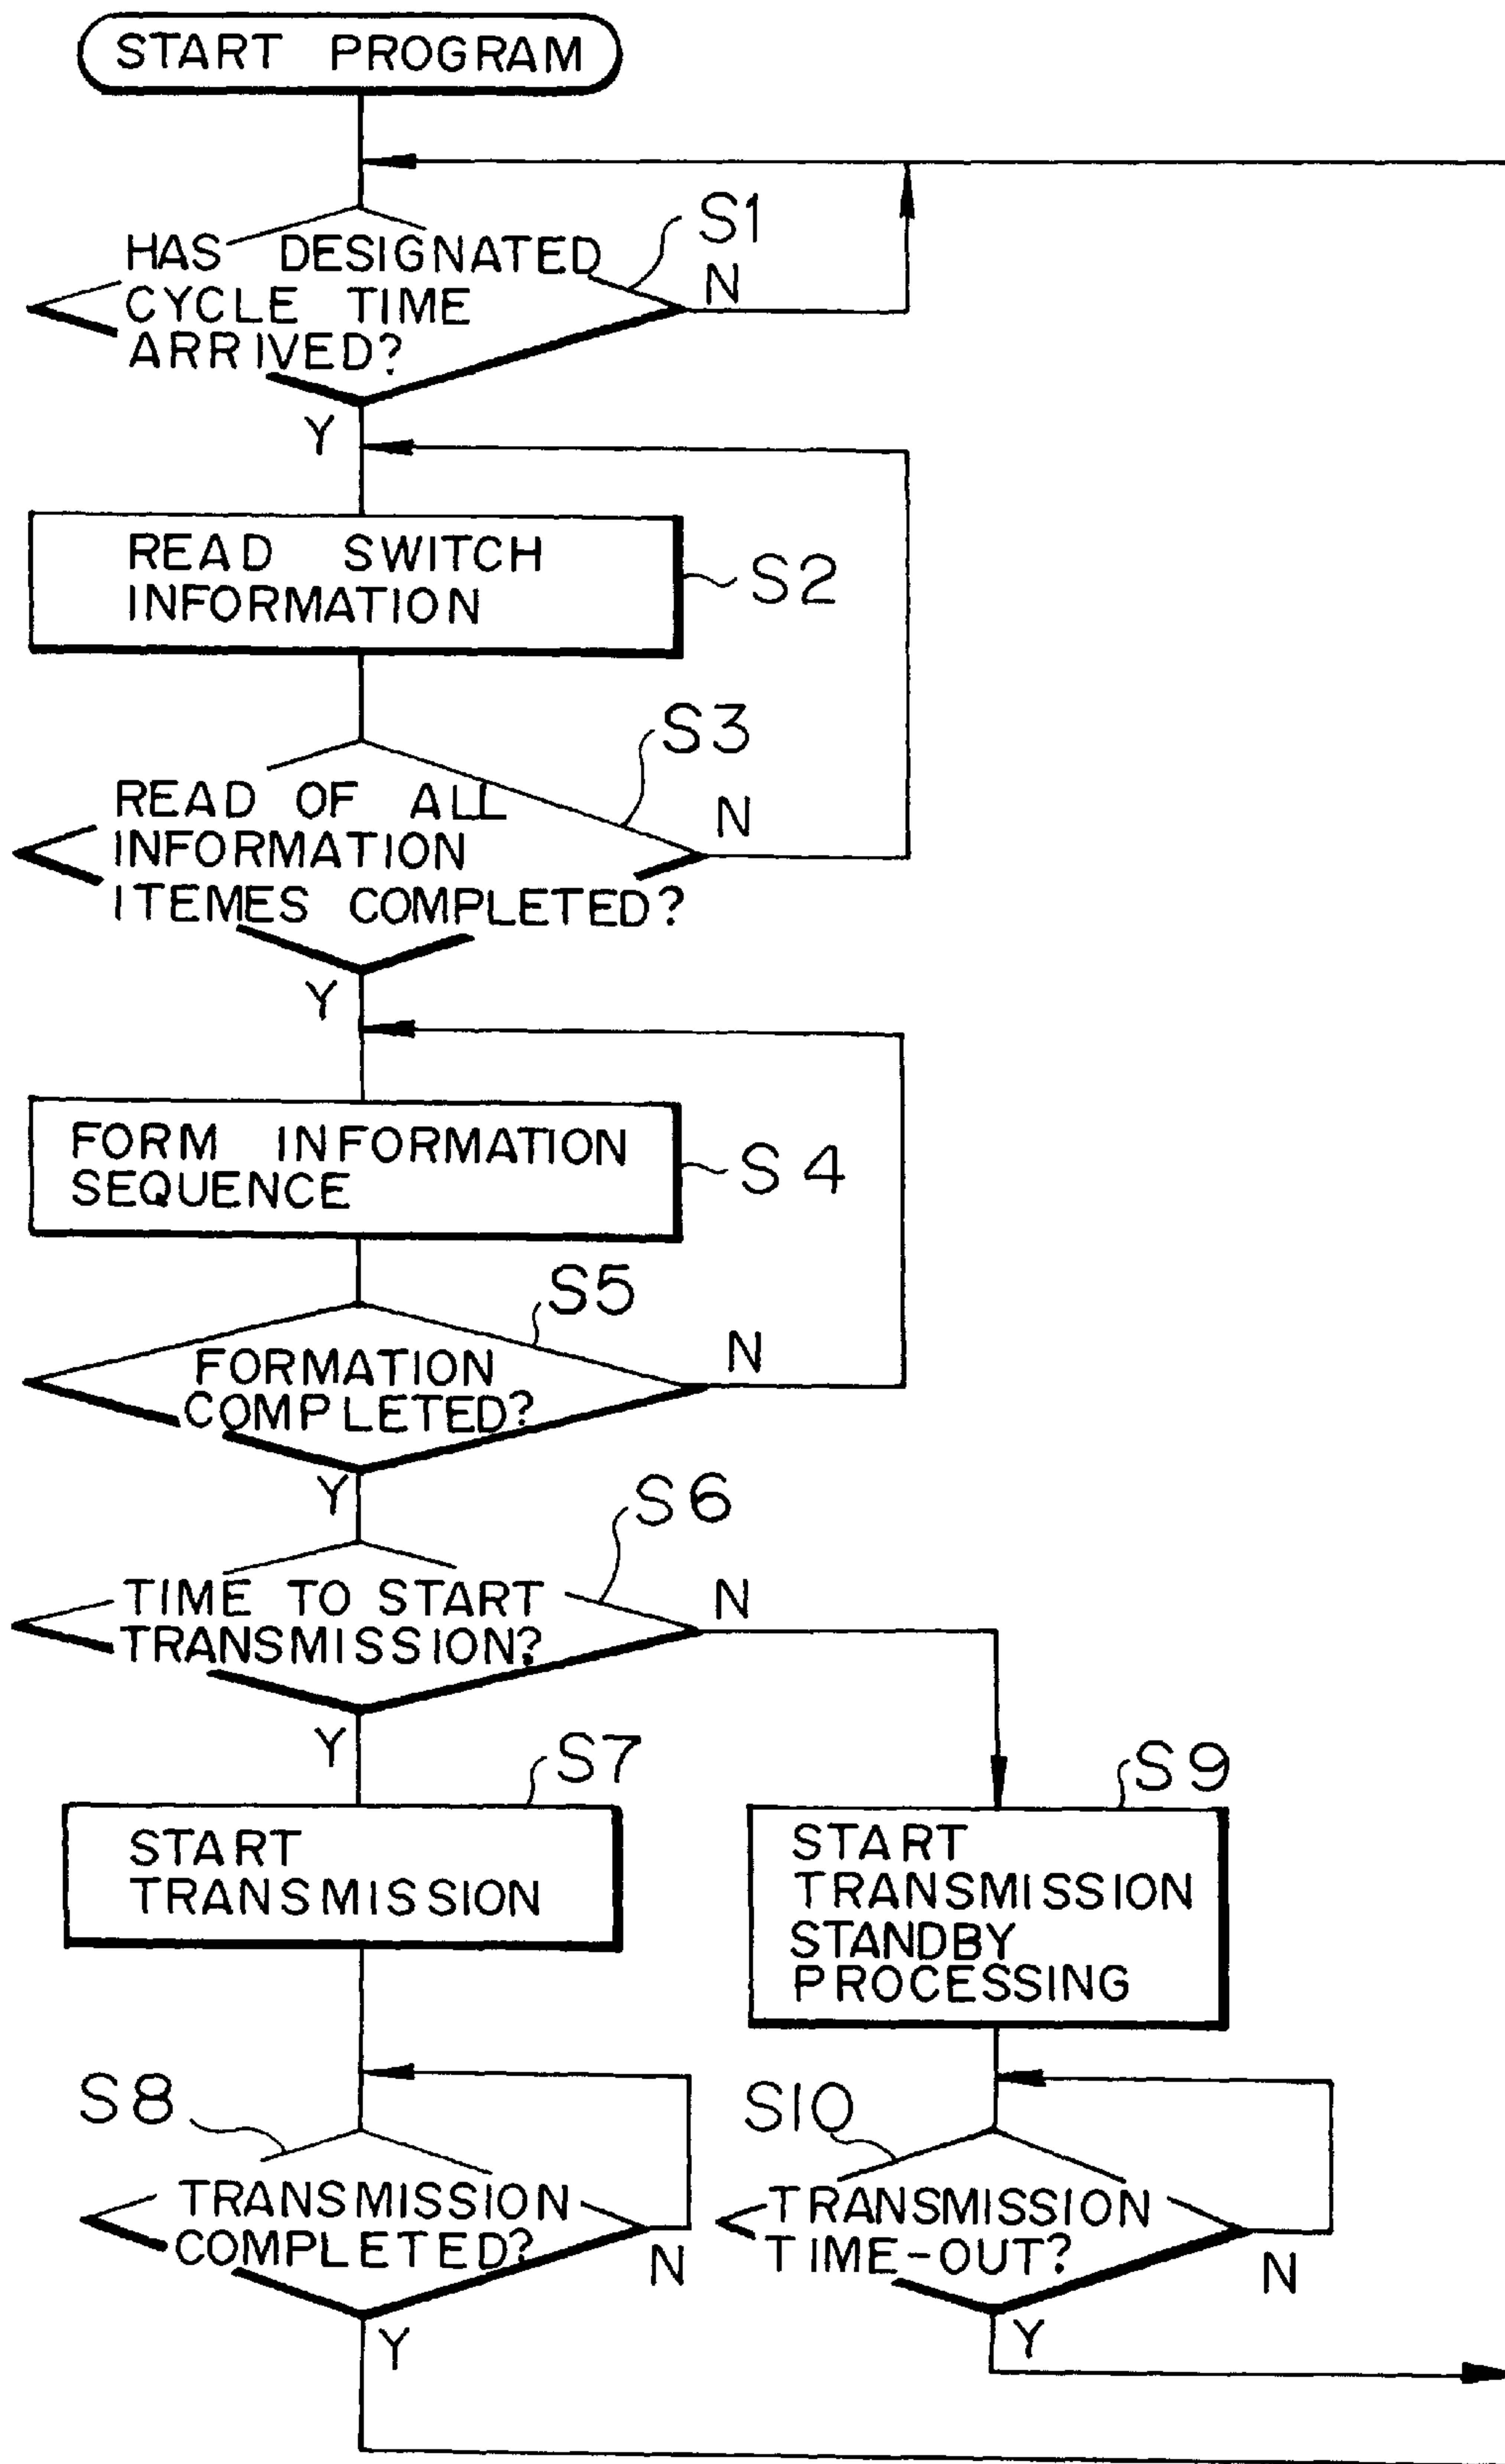 START PROGRAM
S1
HAS DESIGNATED
CYCLE TIME
ARRIVED?
N
Y
READ SWITCH
INFORMATION
S2
S3
READ OF ALL
INFORMATION
ITEMES COMPLETED?
N
Y
FORM INFORMATION
SEQUENCE
S4
S5
FORMATION
COMPLETED?
N
Y
S6
TIME TO START
TRANSMISSION?
N
Y
S7
START
TRANSMISSION
S9
START
TRANSMISSION
STANDBY
PROCESSING
S8
TRANSMISSION
COMPLETED?
N
Y
S10
TRANSMISSION
TIME-OUT?
N
Y